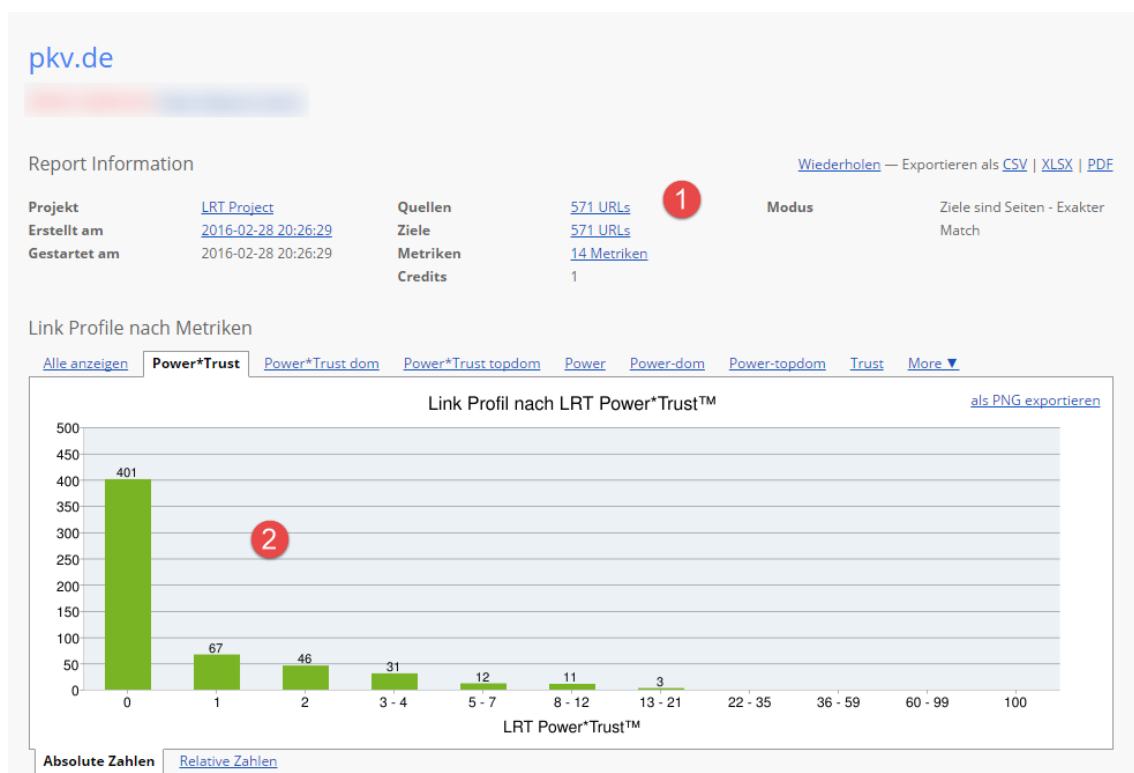 pkv.de
Report Information
Wiederholen — Exportieren als CSV | XLSX | PDF
Projekt LRT Project Quellen 571 URLs 1 Modus Ziele sind Seiten - Exakter
Erstellt am 2016-02-28 20:26:29 Ziele 571 URLs Match
Gestartet am 2016-02-28 20:26:29 Metriken 14 Metriken
Credits 1
Link Profile nach Metriken
Alle anzeigen Power*Trust Power*Trust dom Power*Trust topdom Power Power-dom Power-topdom Trust More ▼
Link Profil nach LRT Power*Trust™ als PNG exportieren
500
450
400 401
350
300 2
250
200
150
100
50 67 46 31 12 11 3
0
0 1 2 3 - 4 5 - 7 8 - 12 13 - 21 22 - 35 36 - 59 60 - 99 100
LRT Power*Trust™
Absolute Zahlen Relative Zahlen